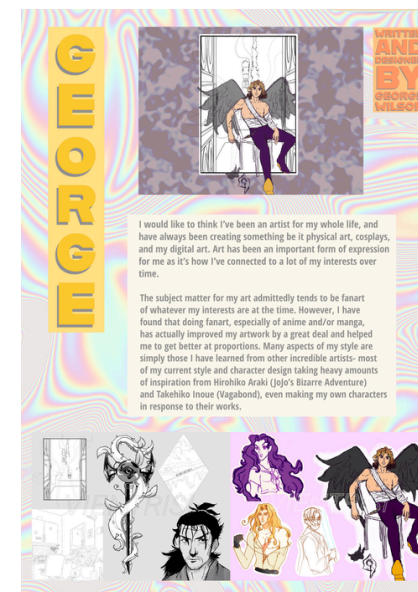 GEORGE
WRITTEN
AND
DESIGNED
BY
GEORGE
WILSON
I would like to think I've been an artist for my whole life, and
have always been creating something be it physical art, cosplays,
and my digital art. Art has been an important form of expression
for me as it's how I've connected to a lot of my interests over
time.
The subject matter for my art admittedly tends to be fanart
of whatever my interests are at the time. However, I have
found that doing fanart, especially of anime and/or manga,
has actually improved my artwork by a great deal and helped
me to get better at proportions. Many aspects of my style are
simply those I have learned from other incredible artists- most
of my current style and character design taking heavy amounts
of inspiration from Hirohiko Araki (JoJo's Bizarre Adventure)
and Takehiko Inoue (Vagabond), even making my own characters
in response to their works.